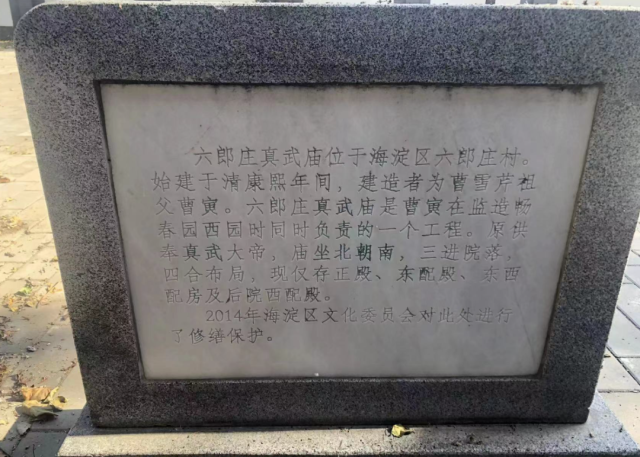 六郎庄真武庙位于海淀区六郎庄村。
始建于清康熙年间，建造者为曹雪芹祖
父曹寅。六郎庄真武庙是曹寅在监造畅
春园西园时同时负责的一个工程。原供
奉真武大帝，庙坐北朝南，三进院落，
四合布局，现仅存正殿、东配殿、东西
配房及后院西配殿。
2014年海淀区文化委员会对此处进行
了修缮保护。